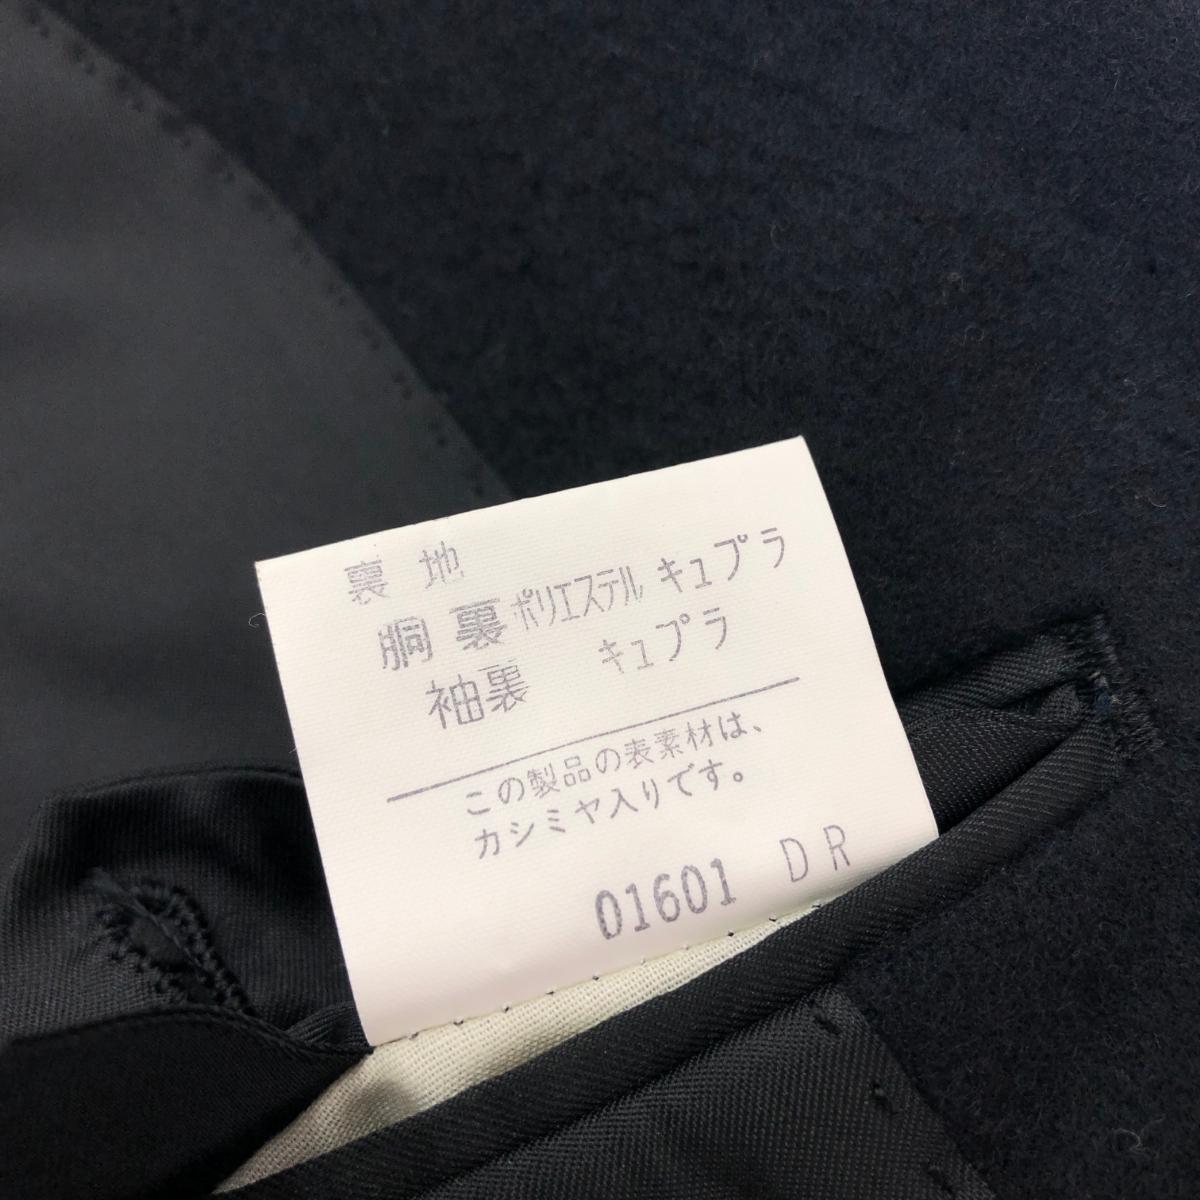 裏地
胴裏 ポリエステル キュプラ
袖裏 キュプラ
この製品の表素材は、
カシミヤ入りです。
01601 DR